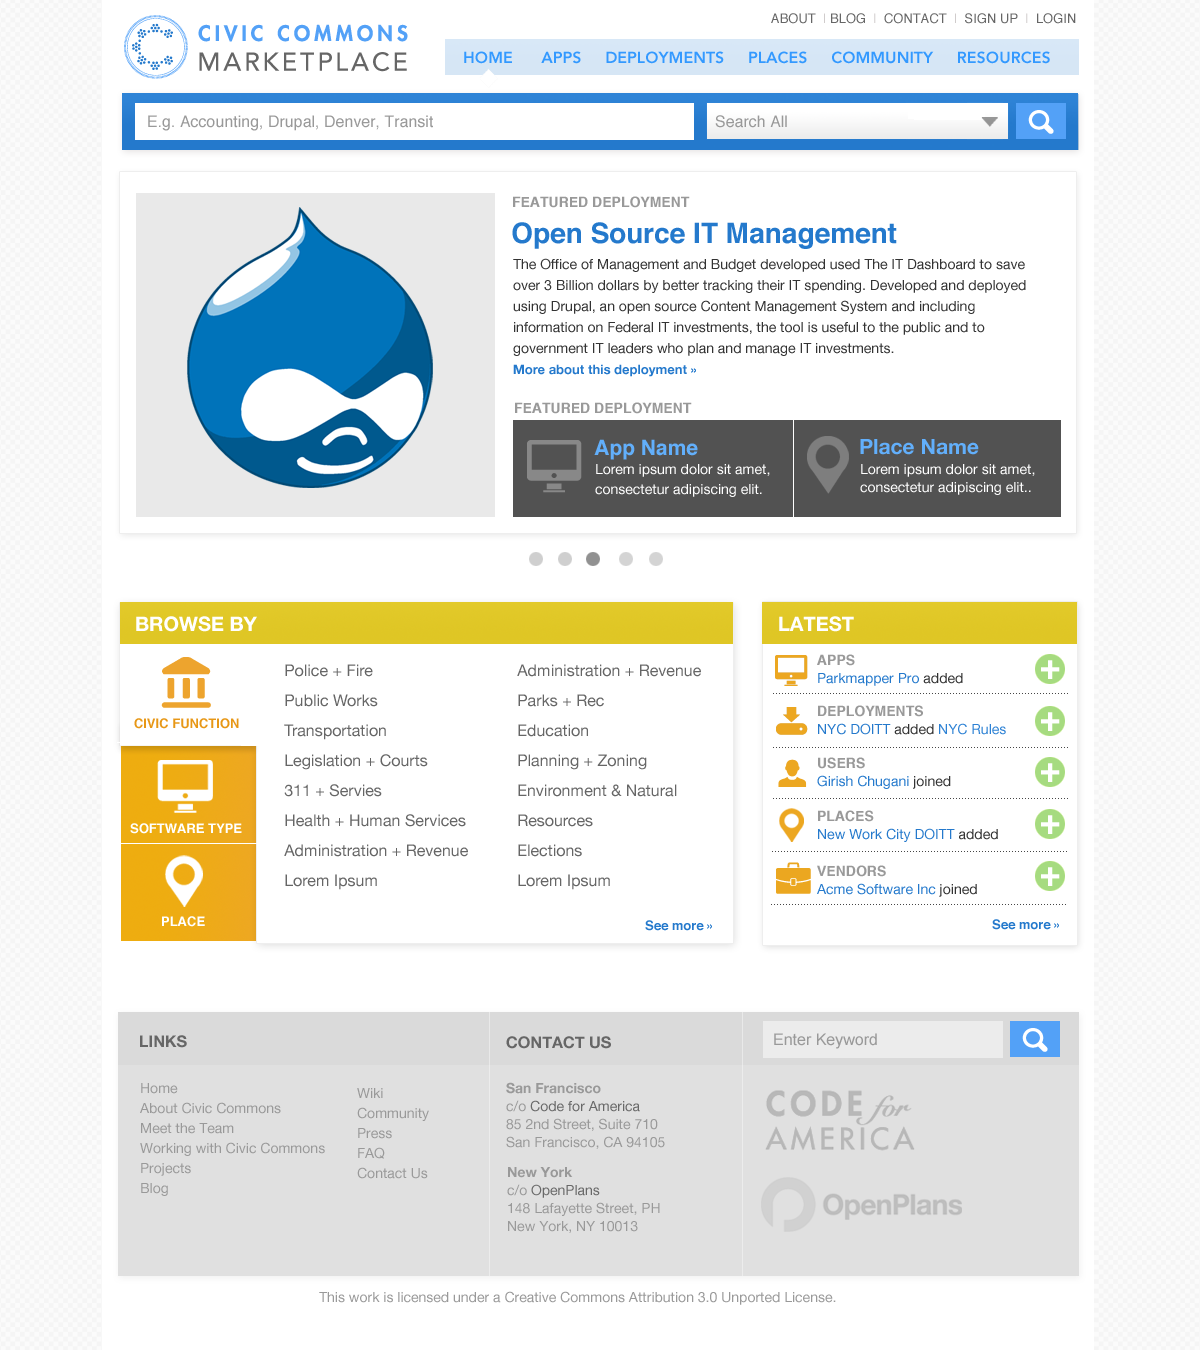 CIVIC COMMONS
MARKETPLACE
ABOUT | BLOG | CONTACT | SIGN UP | LOGIN
HOME APPS DEPLOYMENTS PLACES COMMUNITY RESOURCES
E.g. Accounting, Drupal, Denver, Transit
Search All
FEATURED DEPLOYMENT
Open Source IT Management
The Office of Management and Budget developed used The IT Dashboard to save
over 3 Billion dollars by better tracking their IT spending. Developed and deployed
using Drupal, an open source Content Management System and including
information on Federal IT investments, the tool is useful to the public and to
government IT leaders who plan and manage IT investments.
More about this deployment »
FEATURED DEPLOYMENT
App Name
Lorem ipsum dolor sit amet,
consectetur adipiscing elit.
Place Name
Lorem ipsum dolor sit amet,
consectetur adipiscing elit..
BROWSE BY
CIVIC FUNCTION
SOFTWARE TYPE
PLACE
Police + Fire
Public Works
Transportation
Legislation + Courts
311 + Servies
Health + Human Services
Administration + Revenue
Lorem Ipsum
Administration + Revenue
Parks + Rec
Education
Planning + Zoning
Environment & Natural
Resources
Elections
Lorem Ipsum
See more »
LATEST
APPS
Parkmapper Pro added
DEPLOYMENTS
NYC DOITT added NYC Rules
USERS
Girish Chugani joined
PLACES
New Work City DOITT added
VENDORS
Acme Software Inc joined
See more »
LINKS
Home
About Civic Commons
Meet the Team
Working with Civic Commons
Projects
Blog
Wiki
Community
Press
FAQ
Contact Us
CONTACT US
San Francisco
c/o Code for America
85 2nd Street, Suite 710
San Francisco, CA 94105
New York
c/o OpenPlans
148 Lafayette Street, PH
New York, NY 10013
Enter Keyword
CODE for
AMERICA
OpenPlans
This work is licensed under a Creative Commons Attribution 3.0 Unported License.